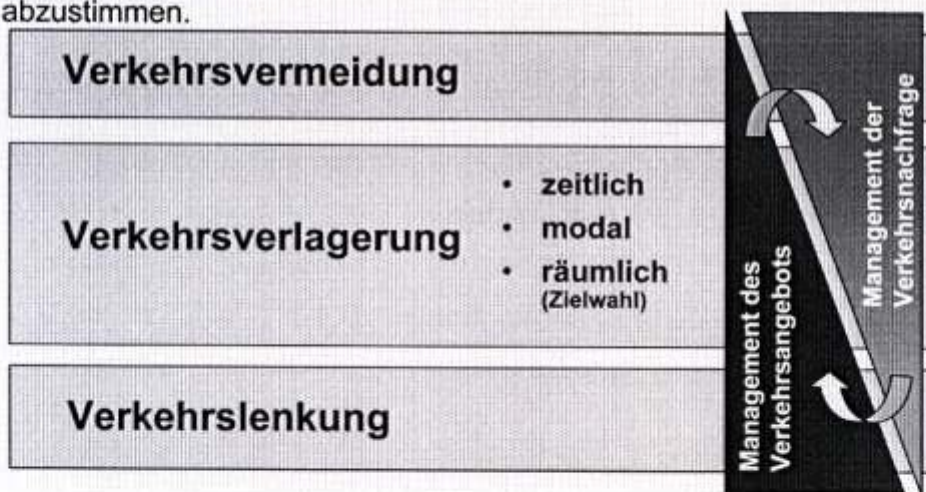 abzustimmen.
Verkehrsvermeidung
Verkehrsverlagerung
• zeitlich
• modal
• räumlich
(Zielwahl)
Verkehrslenkung
Management des
Verkehrsangebots
Management der
Verkehrsnachfrage